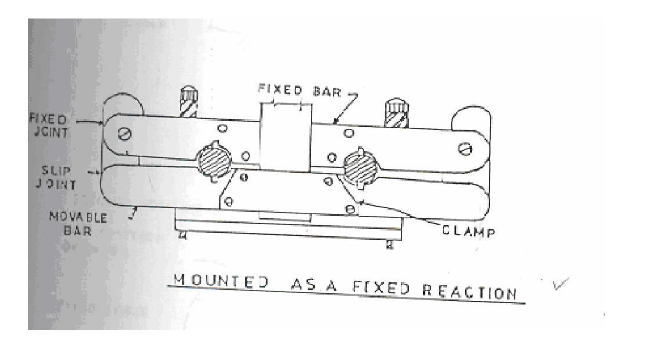 FIXED BAR
FIXED
JOINT
SLIP
JOINT
MOVABLE
BAR
CLAMP
MOUNTED AS A FIXED REACTION